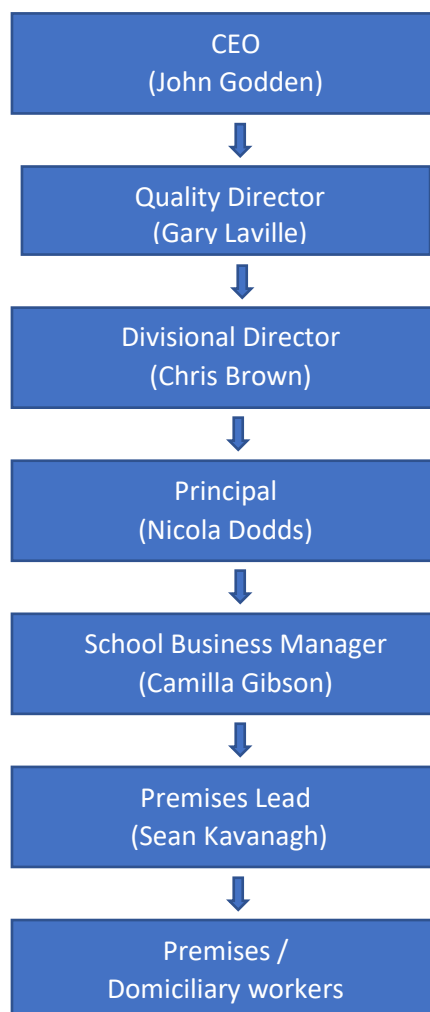 CEO
(John Godden)
Quality Director
(Gary Laville)
Divisional Director
(Chris Brown)
Principal
(Nicola Dodds)
School Business Manager
(Camilla Gibson)
Premises Lead
(Sean Kavanagh)
Premises /
Domiciliary workers